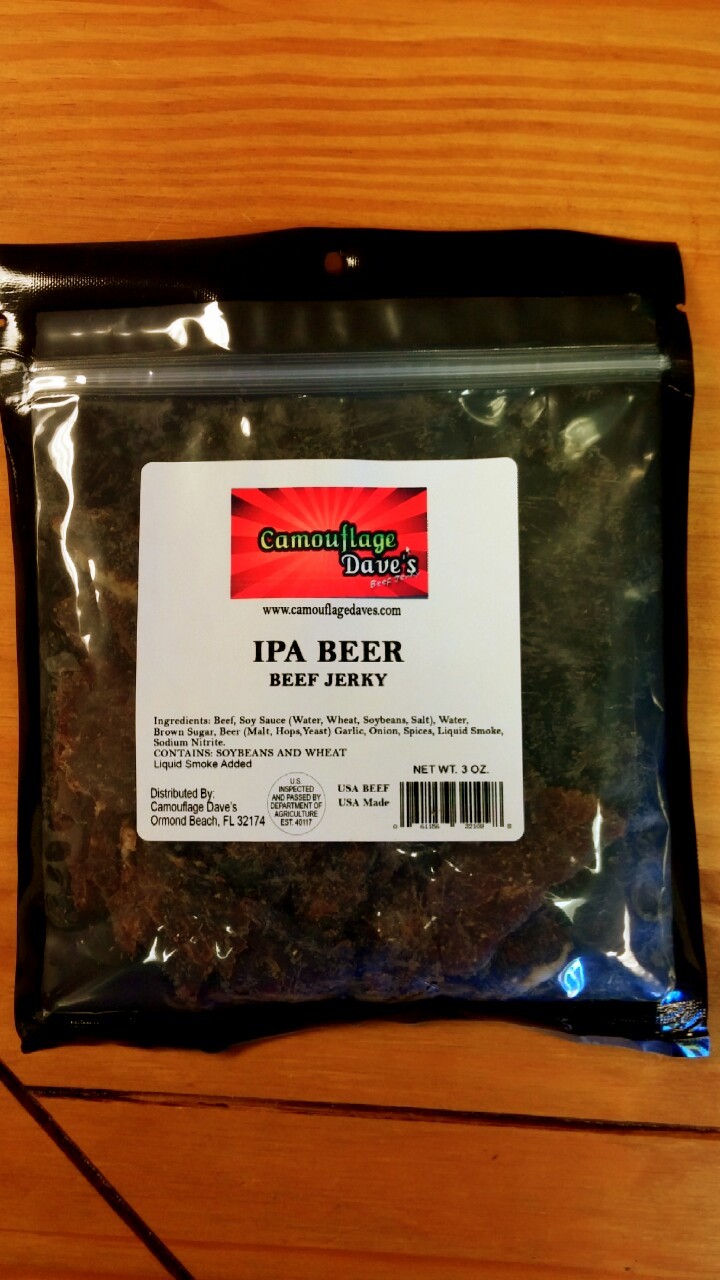 Camouflage
Dave's
Beef Jerky
www.camouflagedaves.com
IPA BEER
BEEF JERKY
Ingredients: Beef, Soy Sauce (Water, Wheat, Soybeans, Salt), Water,
Brown Sugar, Beer (Malt, Hops,Yeast) Garlic, Onion, Spices, Liquid Smoke,
Sodium Nitrite.
CONTAINS: SOYBEANS AND WHEAT
Liquid Smoke Added
Distributed By:
Camouflage Dave's
Ormond Beach, FL 32174
U.S.
INSPECTED
AND PASSED BY
DEPARTMENT OF
AGRICULTURE
EST. 40117
USA BEEF
USA Made
NET WT. 3 OZ.